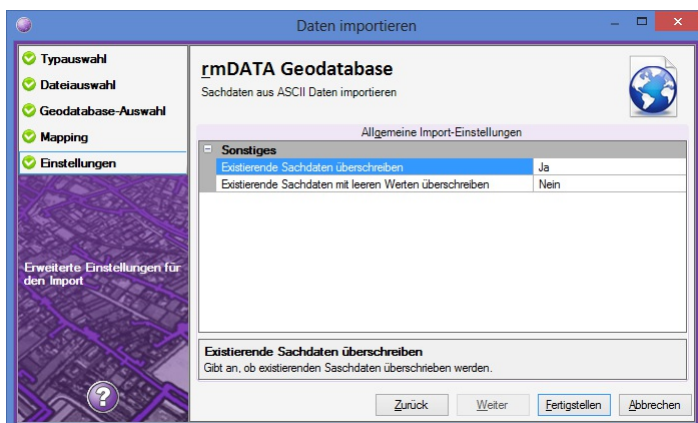 Daten importieren
Typauswahl
Dateiauswahl
Geodatabase-Auswahl
Mapping
Einstellungen
Erweiterte Einstellungen für
den Import
?
rmDATA Geodatabase
Sachdaten aus ASCII Daten importieren
Allgemeine Import-Einstellungen
Sonstiges
Existierende Sachdaten überschreiben Ja
Existierende Sachdaten mit leeren Werten überschreiben Nein
Existierende Sachdaten überschreiben
Gibt an, ob existierenden Saschdaten überschrieben werden.
Zurück Weiter Fertigstellen Abbrechen